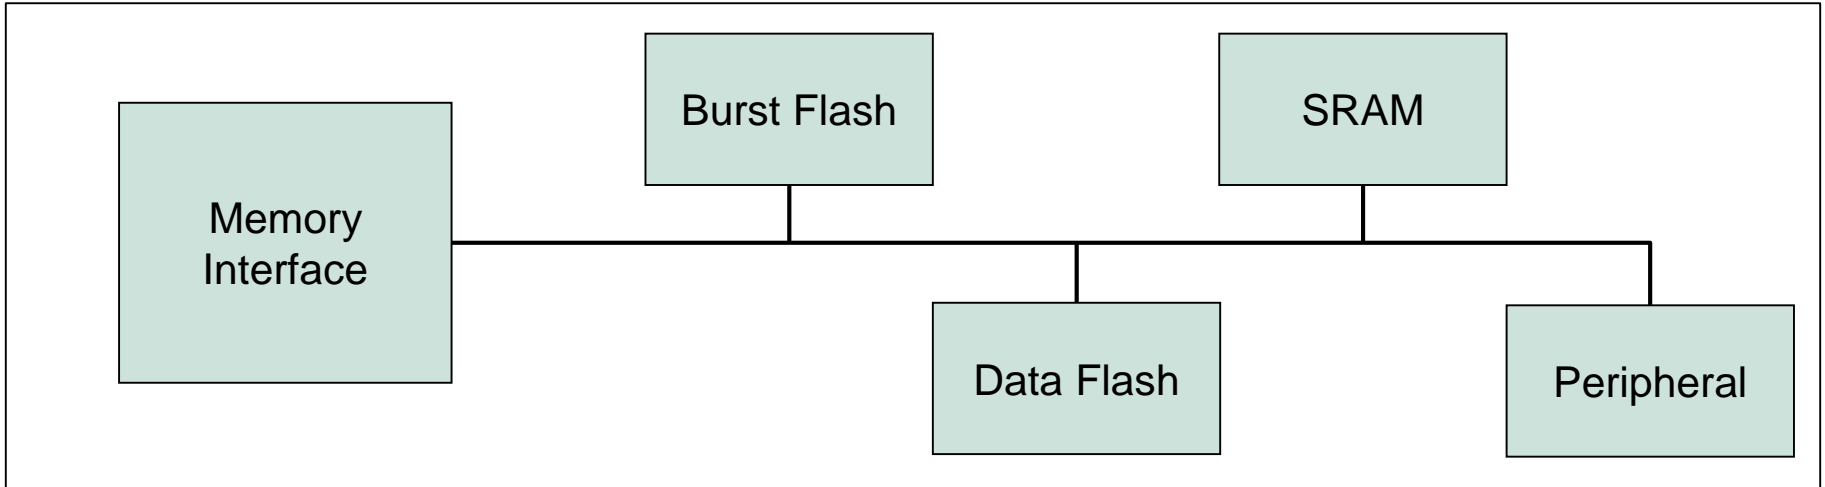 Memory
Interface
Burst Flash
Data Flash
SRAM
Peripheral